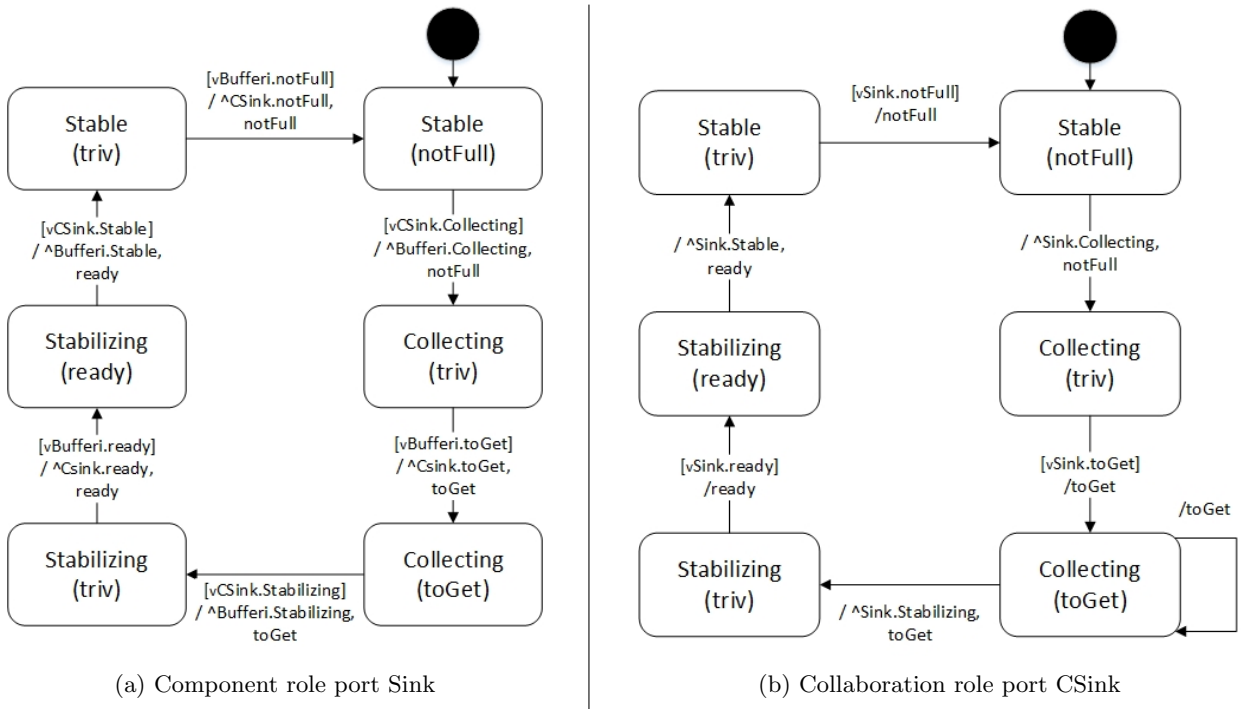 [vBufferi.notFull]
/ ^CSink.notFull,
notFull
Stable
(triv)
Stable
(notFull)
[vCSink.Stable]
/ ^Bufferi.Stable,
ready
[vCSink.Collecting]
/ ^Bufferi.Collecting,
notFull
Stabilizing
(ready)
Collecting
(triv)
[vBufferi.ready]
/ ^Csink.ready,
ready
[vBufferi.toGet]
/ ^Csink.toGet,
toGet
Stabilizing
(triv)
Collecting
(toGet)
[vCSink.Stabilizing]
/ ^Bufferi.Stabilizing,
toGet
(a) Component role port Sink
[vSink.notFull]
/notFull
Stable
(triv)
Stable
(notFull)
/ ^Sink.Stable,
ready
/ ^Sink.Collecting,
notFull
Stabilizing
(ready)
Collecting
(triv)
[vSink.ready]
/ready
[vSink.toGet]
/toGet
/toGet
Stabilizing
(triv)
Collecting
(toGet)
/ ^Sink.Stabilizing,
toGet
(b) Collaboration role port CSink